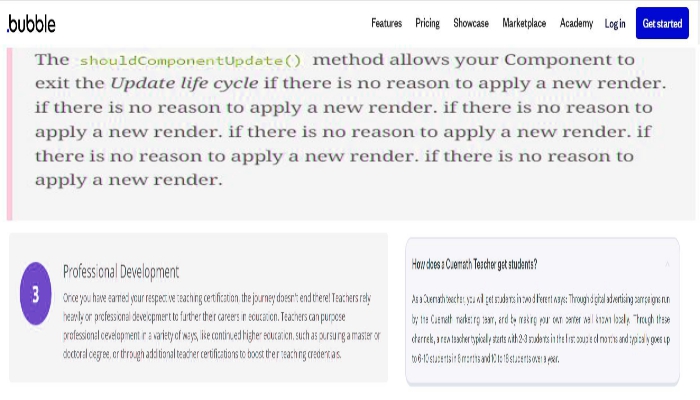 .bubble
Features Pricing Showcase Marketplace Academy Log in Get started
The shouldComponentUpdate() method allows your Component to
exit the Update life cycle if there is no reason to apply a new render.
if there is no reason to apply a new render. if there is no reason to
apply a new render. if there is no reason to apply a new render. if
there is no reason to apply a new render. if there is no reason to
apply a new render.
3
Professional Development
Once you have earned your respective teaching certification, the journey doesn't end there! Teachers rely
heavily on professional development to further their careers in education. Teachers can purpose
professional development in a variety of ways, like continued higher education, such as pursuing a master or
doctoral degree, or through additional teacher certifications to boost their teaching credentials.
How does a Cuemath Teacher get students?
As a Cuemath teacher, you will get students in two different ways: Through digital advertising campaigns run
by the Cuemath marketing team, and by making your own center well known locally. Through these
channels, a new teacher typically starts with 2-3 students in the first couple of months and typically goes up
to 6-10 students in 6 months and 10 to 18 students over a year.